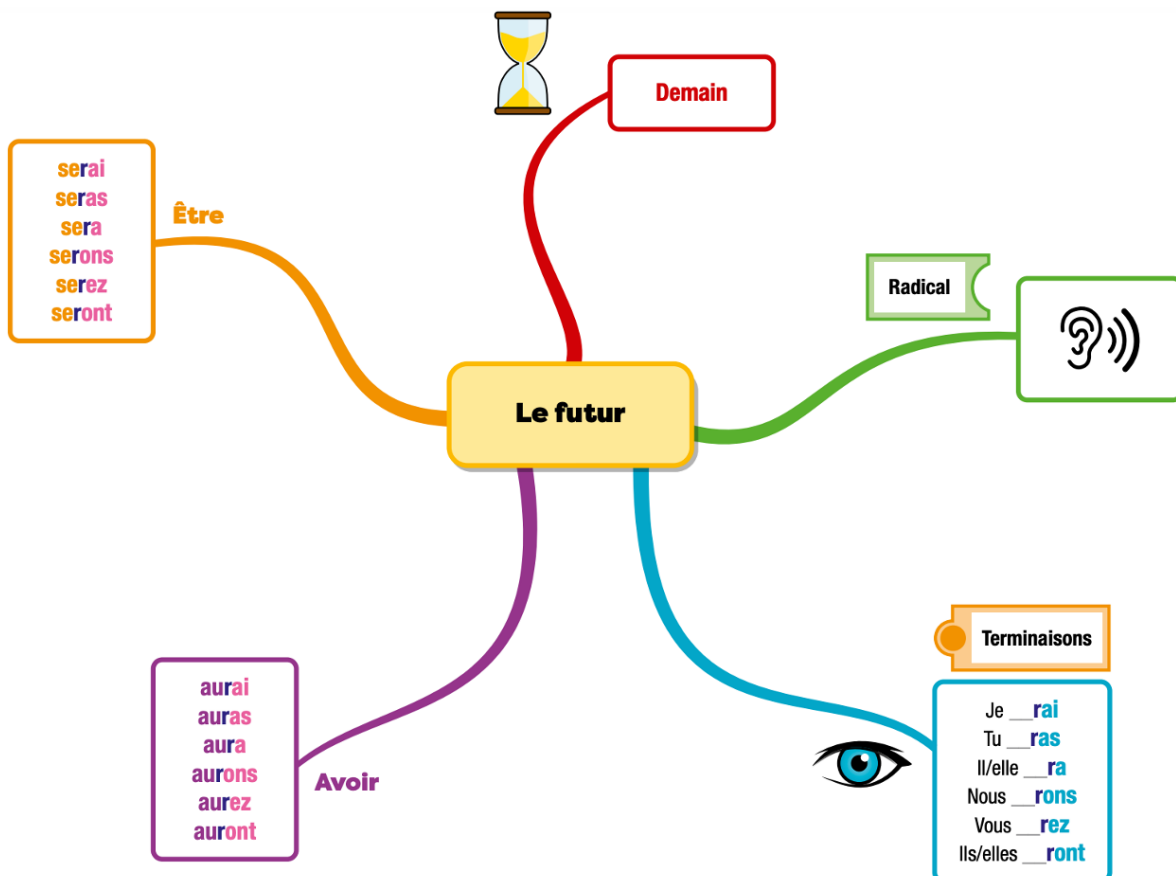 Demain
Être
serai
seras
sera
serons
serez
seront
Radical
Le futur
Terminaisons
Je __rai
Tu __ras
Il/elle __ra
Nous __rons
Vous __rez
Ils/elles __ront
Avoir
aurai
auras
aura
aurons
aurez
auront